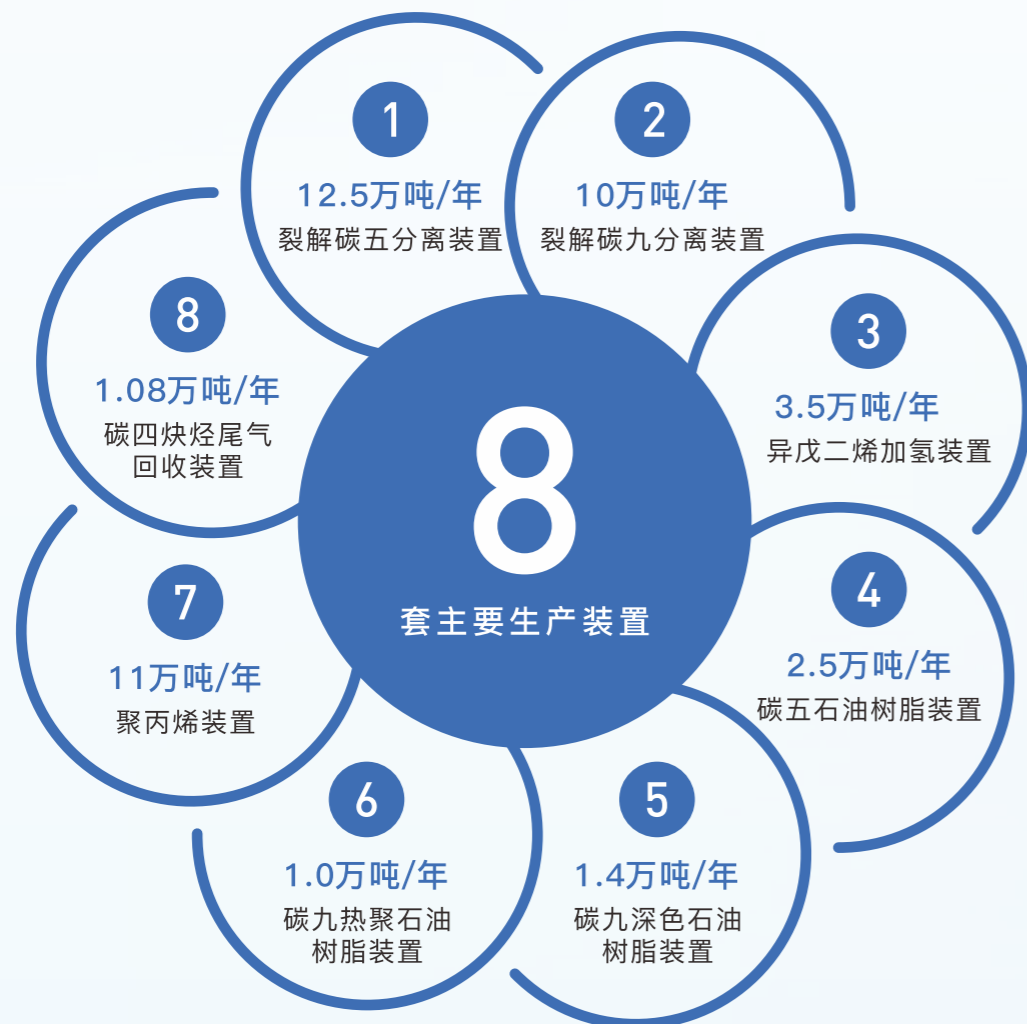 8
套主要生产装置
1
12.5万吨/年
裂解碳五分离装置
2
10万吨/年
裂解碳九分离装置
3
3.5万吨/年
异戊二烯加氢装置
4
2.5万吨/年
碳五石油树脂装置
5
1.4万吨/年
碳九深色石油
树脂装置
6
1.0万吨/年
碳九热聚石油
树脂装置
7
11万吨/年
聚丙烯装置
8
1.08万吨/年
碳四炔烃尾气
回收装置